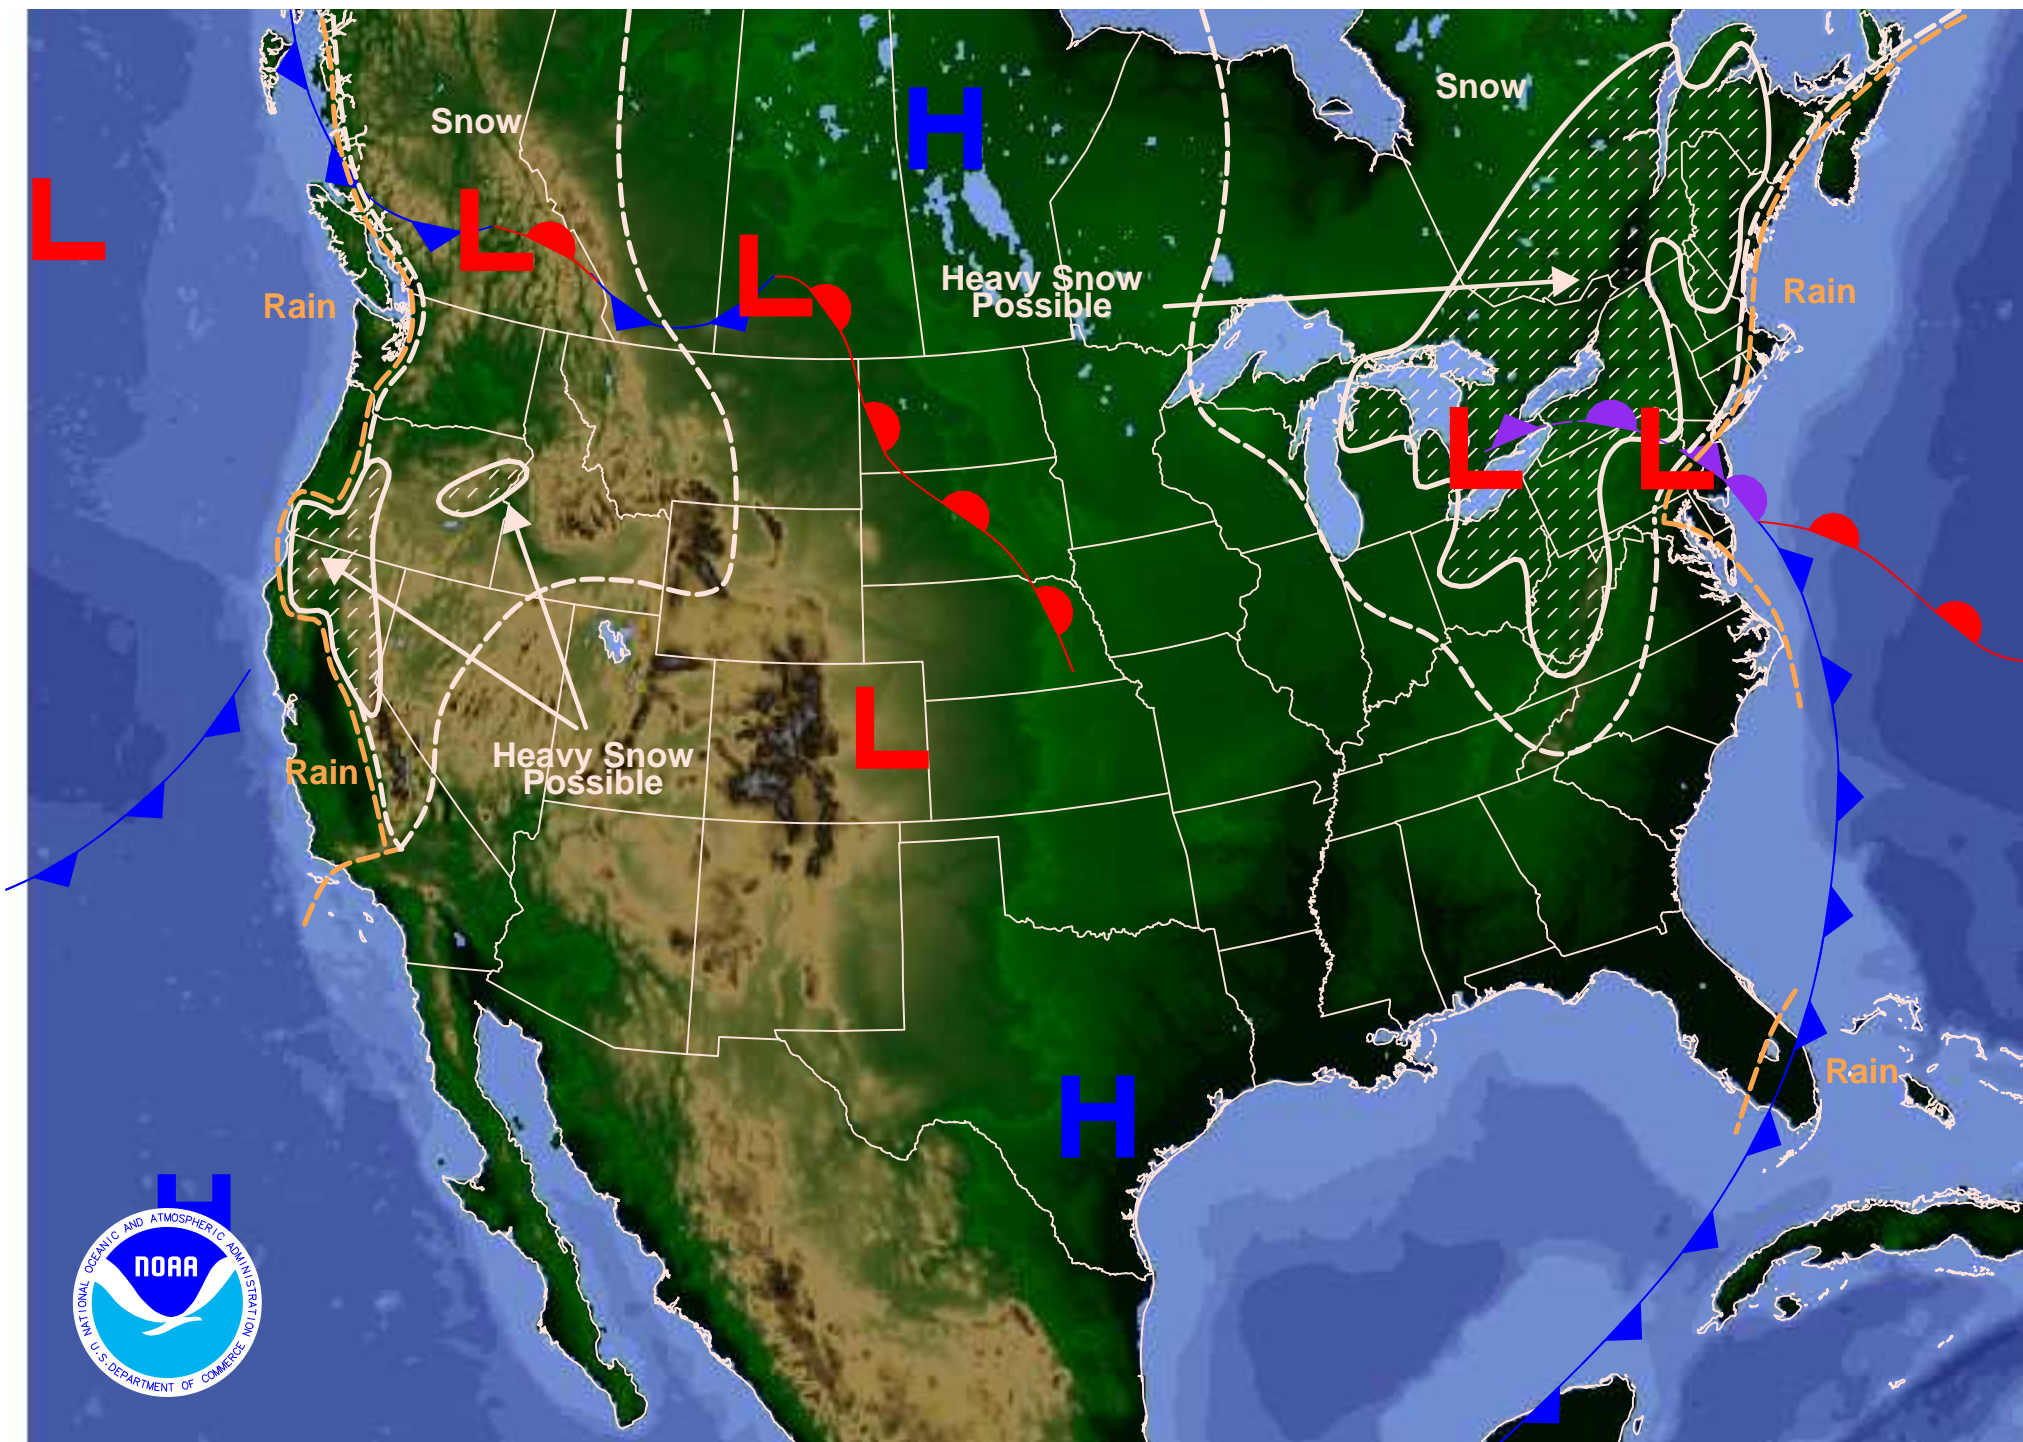 Snow
Snow
H
L
L
L
Heavy Snow
Possible
Rain
Rain
L
L
L
Heavy Snow
Possible
Rain
Rain
H
H
NATIONAL OCEANIC AND ATMOSPHERIC ADMINISTRATION
NOAA
U.S. DEPARTMENT OF COMMERCE